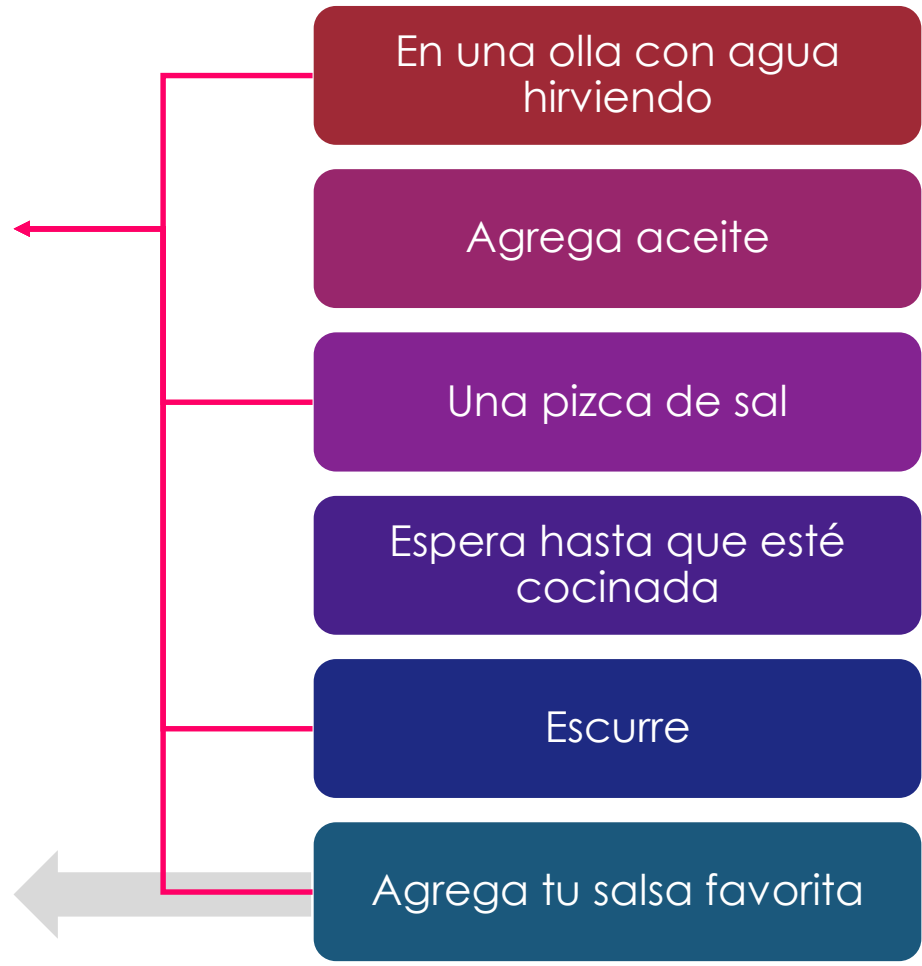 En una olla con agua
hirviendo
Agrega aceite
Una pizca de sal
Espera hasta que esté
cocinada
Escurre
Agrega tu salsa favorita